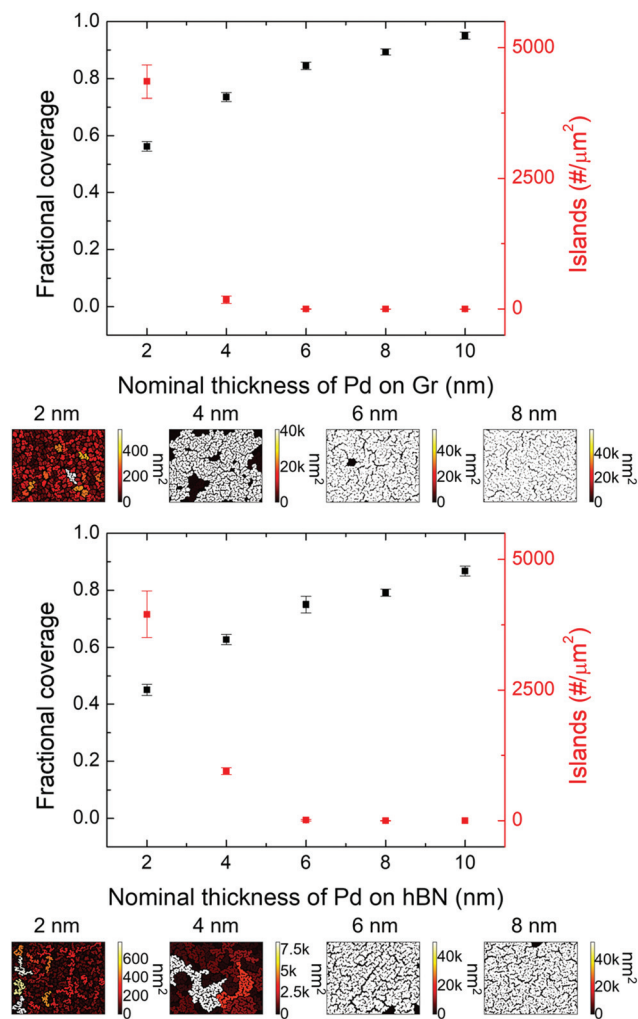 1.0
0.8
0.6
0.4
0.2
0.0
Fractional coverage
5000
2500
0
Islands (#/μm²)
2 4 6 8 10
Nominal thickness of Pd on Gr (nm)
2 nm 4 nm 6 nm 8 nm
600
400
200
0
nm²
40k
20k
0
nm²
40k
20k
0
nm²
40k
20k
0
nm²
1.0
0.8
0.6
0.4
0.2
0.0
Fractional coverage
5000
2500
0
Islands (#/μm²)
2 4 6 8 10
Nominal thickness of Pd on hBN (nm)
2 nm 4 nm 6 nm 8 nm
600
400
200
0
nm²
7.5k
5k
2.5k
0
nm²
40k
20k
0
nm²
40k
20k
0
nm²